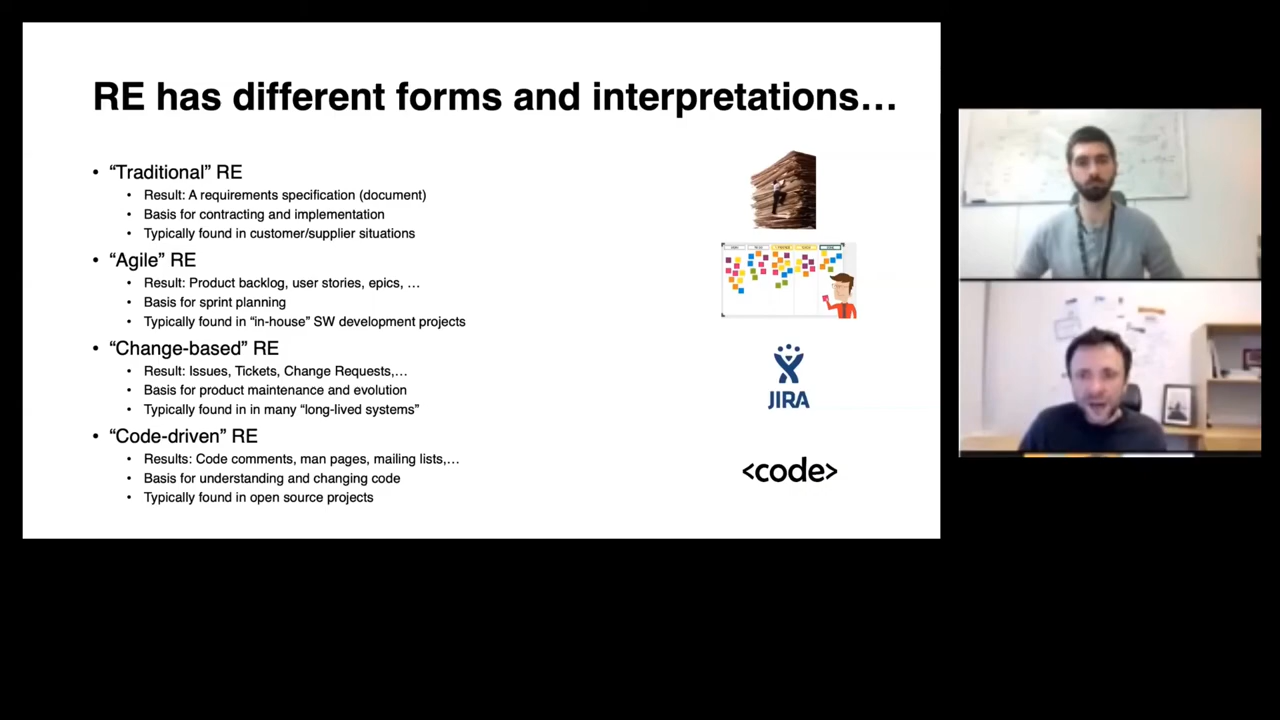 RE has different forms and interpretations…
• “Traditional” RE
• Result: A requirements specification (document)
• Basis for contracting and implementation
• Typically found in customer/supplier situations
• “Agile” RE
• Result: Product backlog, user stories, epics, …
• Basis for sprint planning
• Typically found in “in-house” SW development projects
• “Change-based” RE
• Result: Issues, Tickets, Change Requests,…
• Basis for product maintenance and evolution
• Typically found in in many “long-lived systems”
JIRA
• “Code-driven” RE
• Results: Code comments, man pages, mailing lists,…
• Basis for understanding and changing code
• Typically found in open source projects
<code>